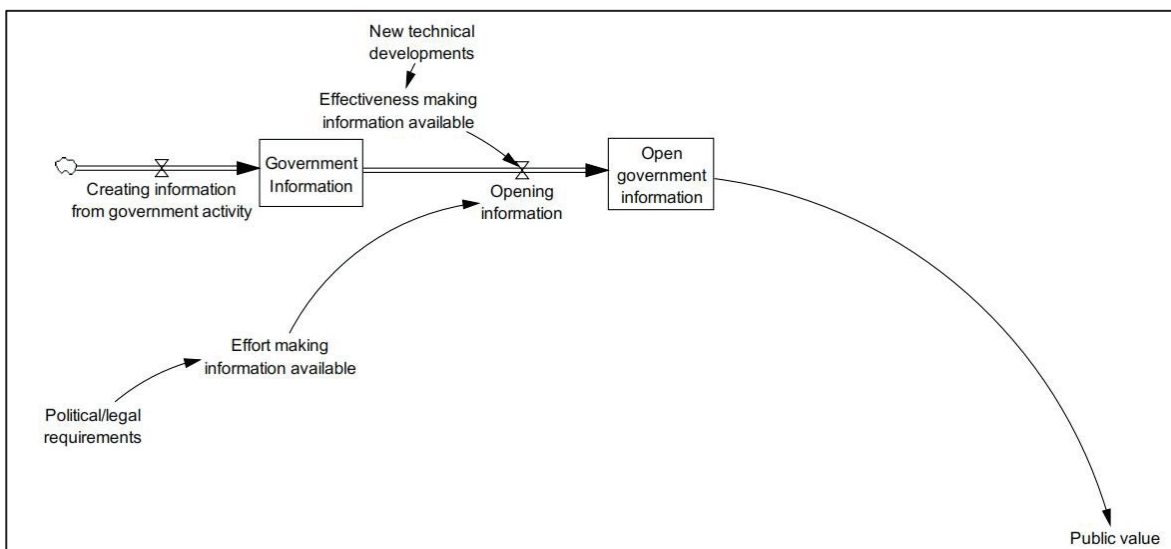 New technical
developments
Effectiveness making
information available
Government
Information
Open
government
information
Creating information
from government activity
Opening
information
Effort making
information available
Political/legal
requirements
Public value